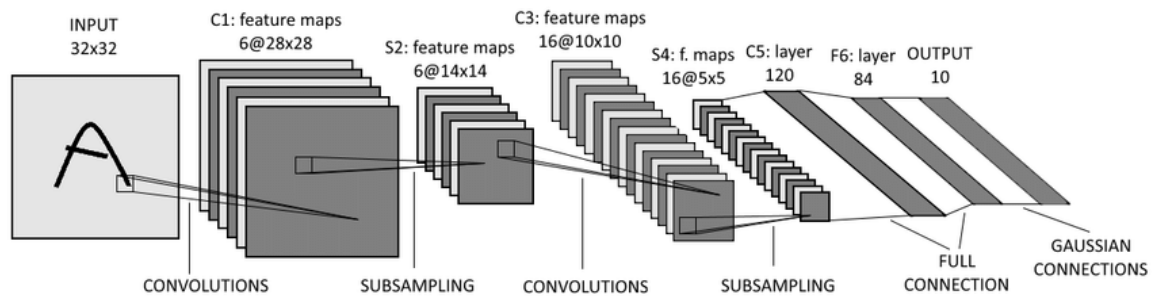 INPUT
32x32
C1: feature maps
6@28x28
S2: feature maps
6@14x14
C3: feature maps
16@10x10
S4: f. maps
16@5x5
C5: layer
120
F6: layer
84
OUTPUT
10
A
CONVOLUTIONS
SUBSAMPLING
CONVOLUTIONS
SUBSAMPLING
FULL
CONNECTION
GAUSSIAN
CONNECTIONS